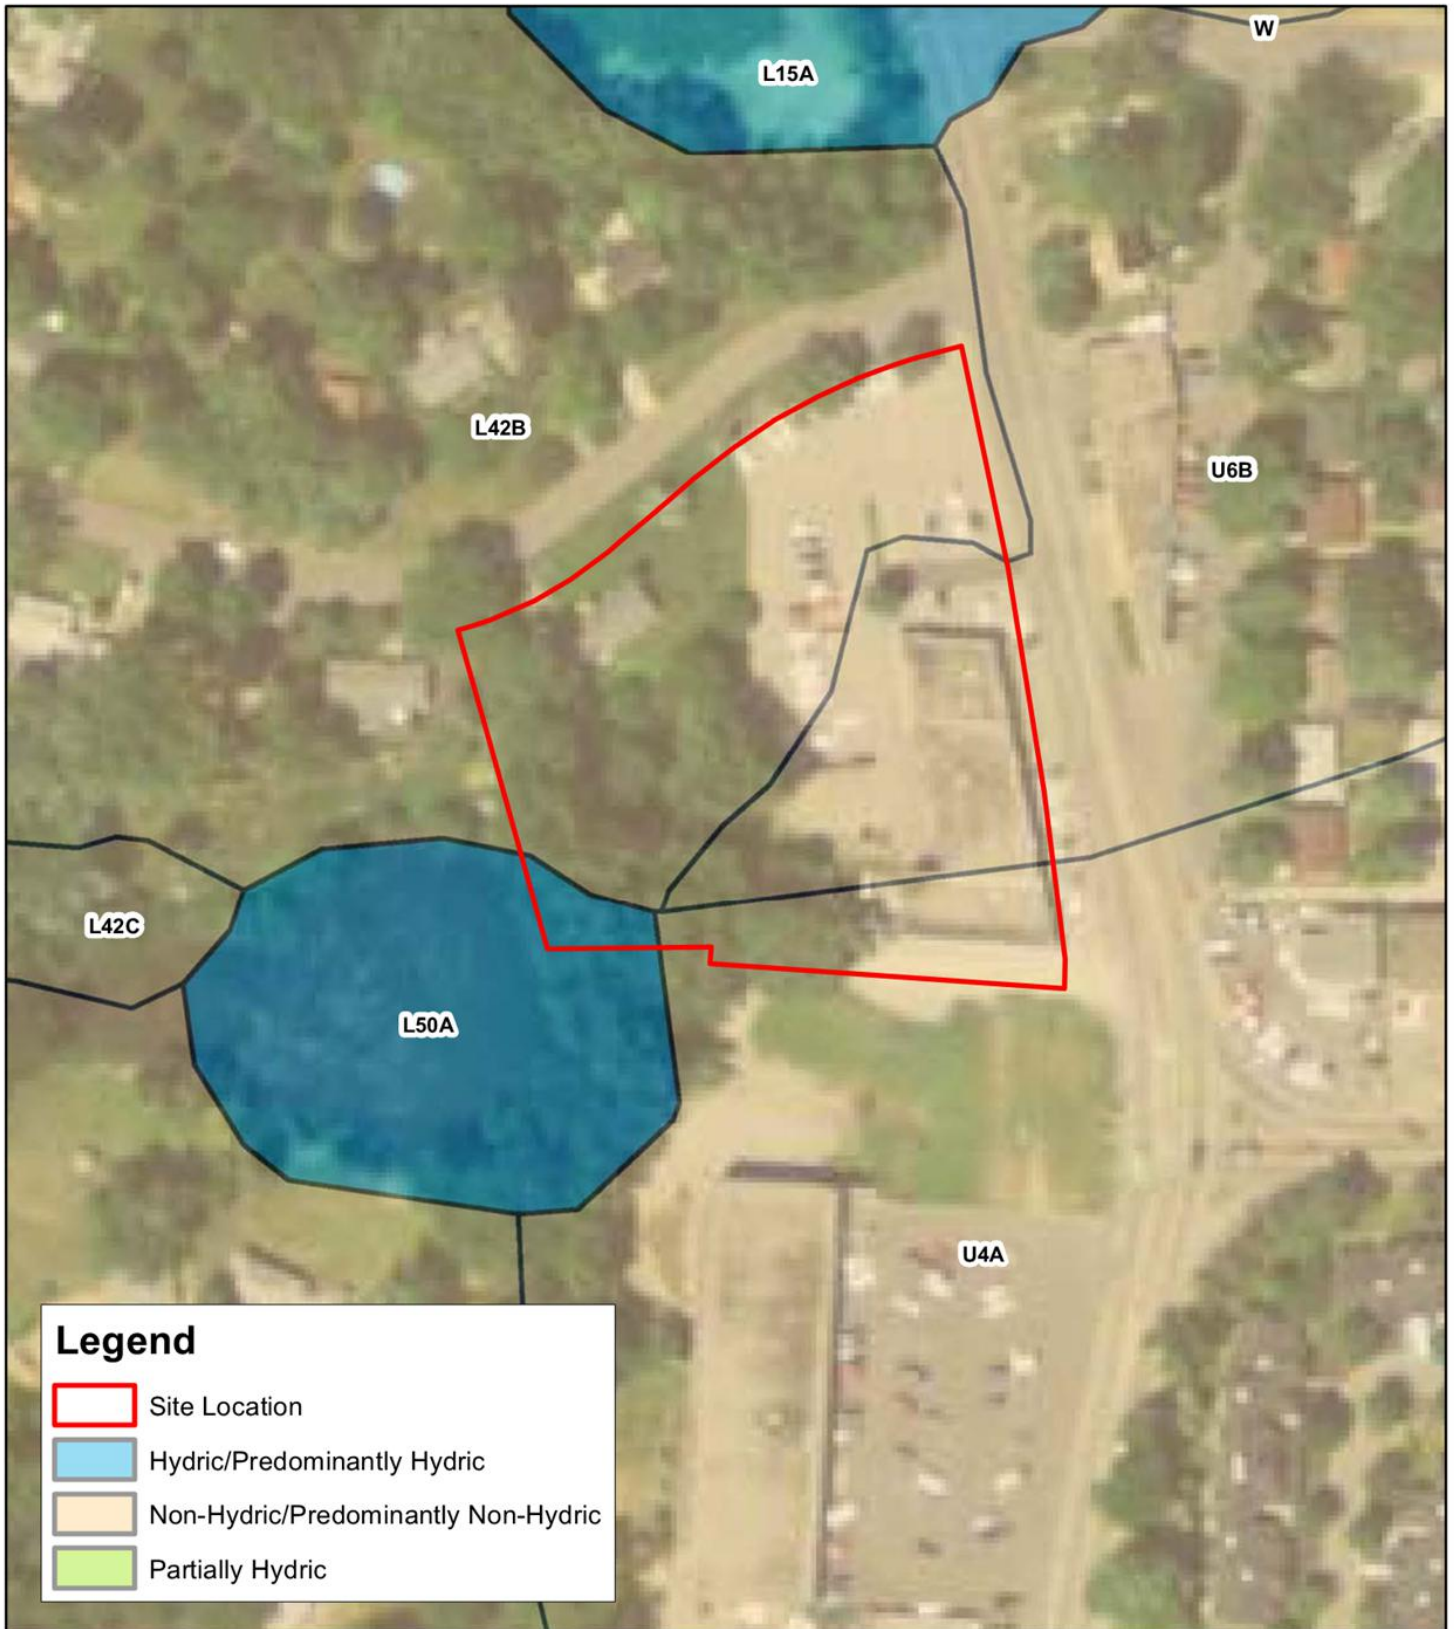 W
L15A
L42B
U6B
L42C
L50A
U4A
Legend
Site Location
Hydric/Predominantly Hydric
Non-Hydric/Predominantly Non-Hydric
Partially Hydric